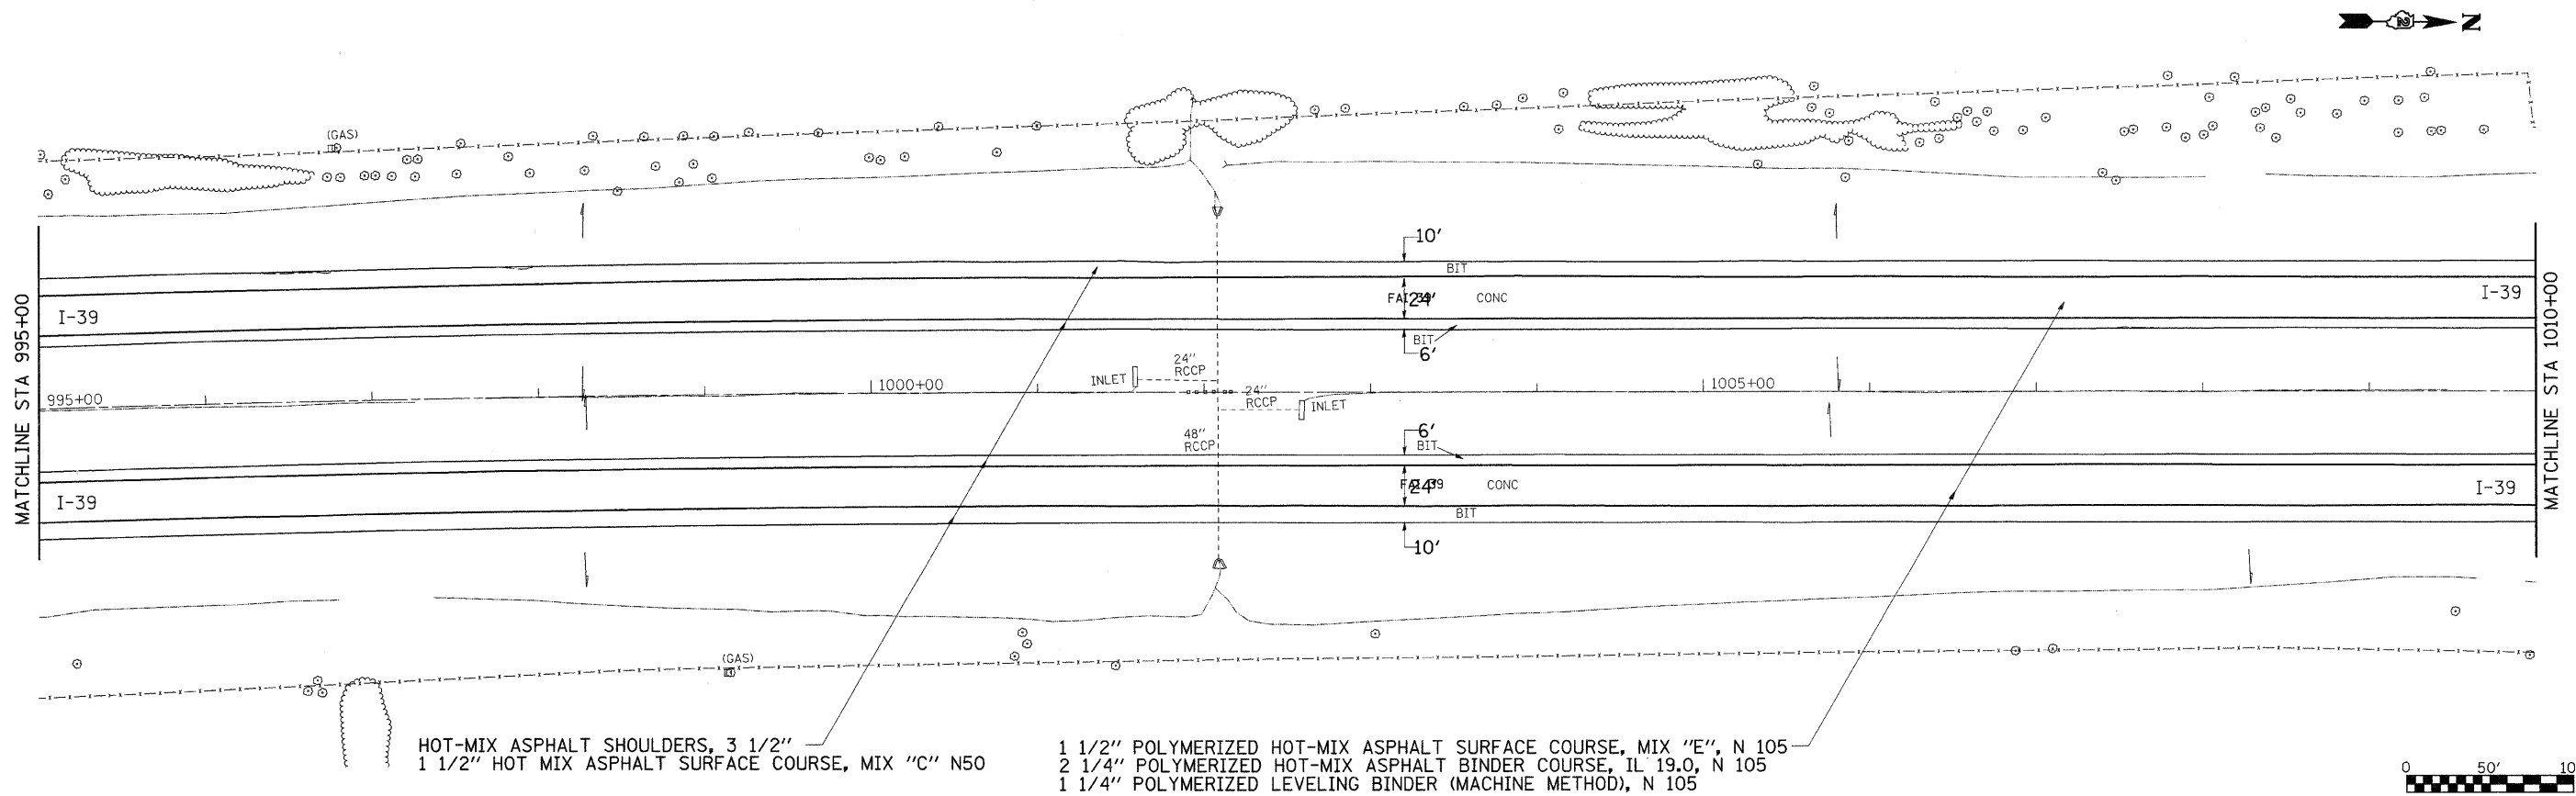 N
(GAS)
10'
BIT
MATCHLINE STA 995+00
I-39
24'
CONC
I-39
MATCHLINE STA 1010+00
BIT
6'
24"
RCCP
INLET
995+00
1000+00
1005+00
24"
RCCP
INLET
6'
48"
RCCP
BIT
I-39
24'
CONC
I-39
BIT
10'
(GAS)
HOT-MIX ASPHALT SHOULDERS, 3 1/2"
1 1/2" HOT MIX ASPHALT SURFACE COURSE, MIX "C" N50
1 1/2" POLYMERIZED HOT-MIX ASPHALT SURFACE COURSE, MIX "E", N 105
2 1/4" POLYMERIZED HOT-MIX ASPHALT BINDER COURSE, IL 19.0, N 105
1 1/4" POLYMERIZED LEVELING BINDER (MACHINE METHOD), N 105
0 50'